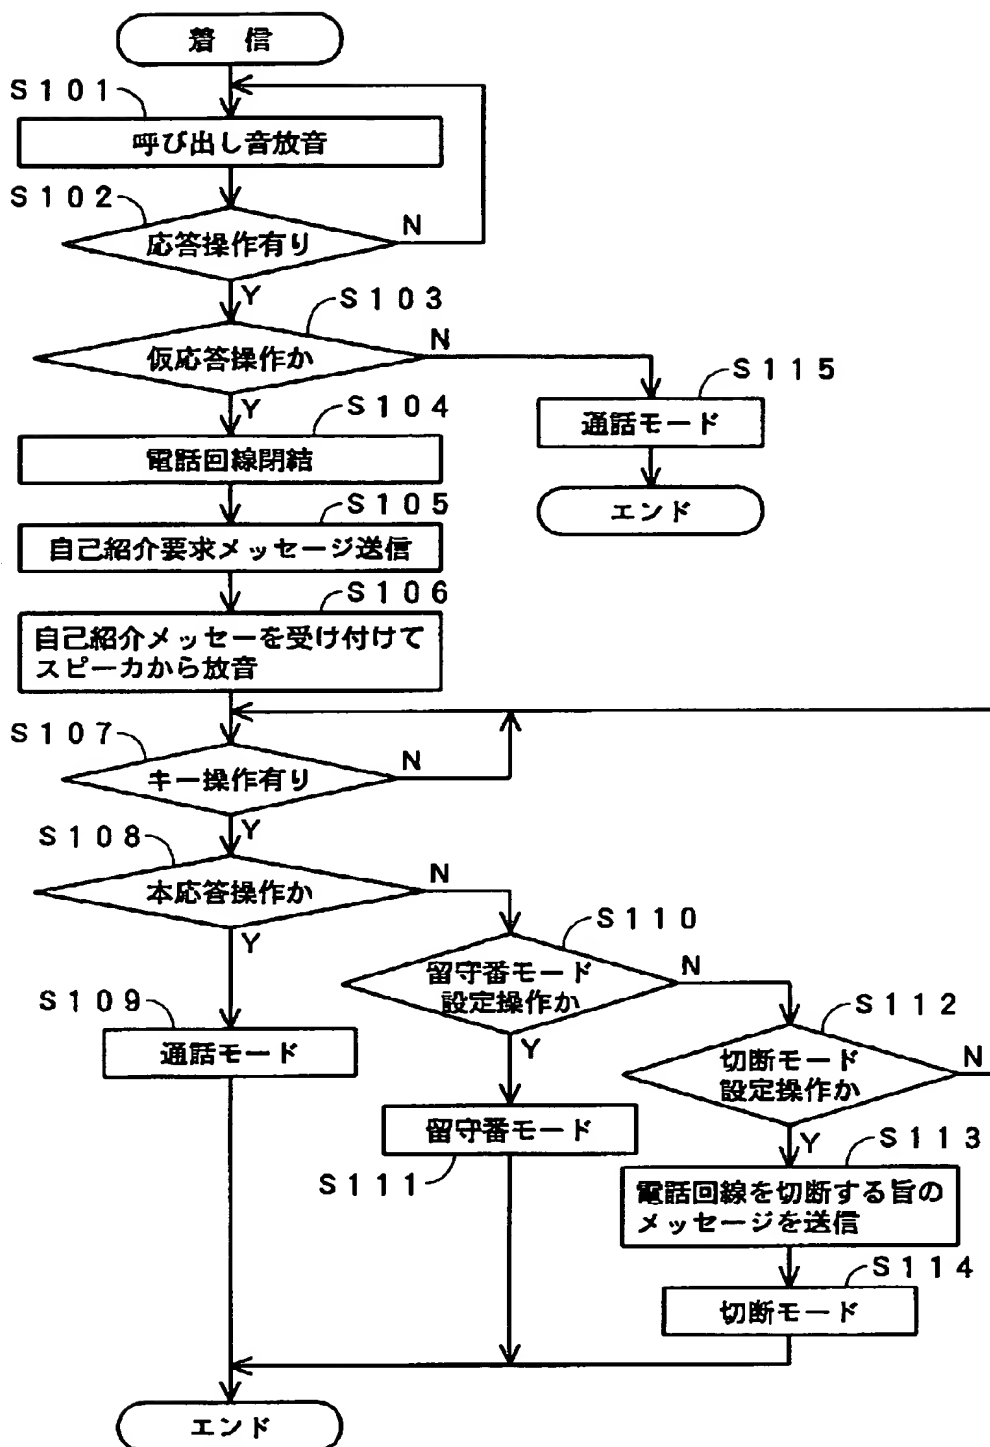 着 信
S101
呼び出し音放音
S102
応答操作有り
N
Y
S103
仮応答操作か
N
Y
S115
通話モード
エンド
S104
電話回線閉結
S105
自己紹介要求メッセージ送信
S106
自己紹介メッセーを受け付けて
スピーカから放音
S107
キー操作有り
N
Y
S108
本応答操作か
N
Y
S109
通話モード
S110
留守番モード
設定操作か
N
Y
S111
留守番モード
S112
切断モード
設定操作か
N
Y
S113
電話回線を切断する旨の
メッセージを送信
S114
切断モード
エンド